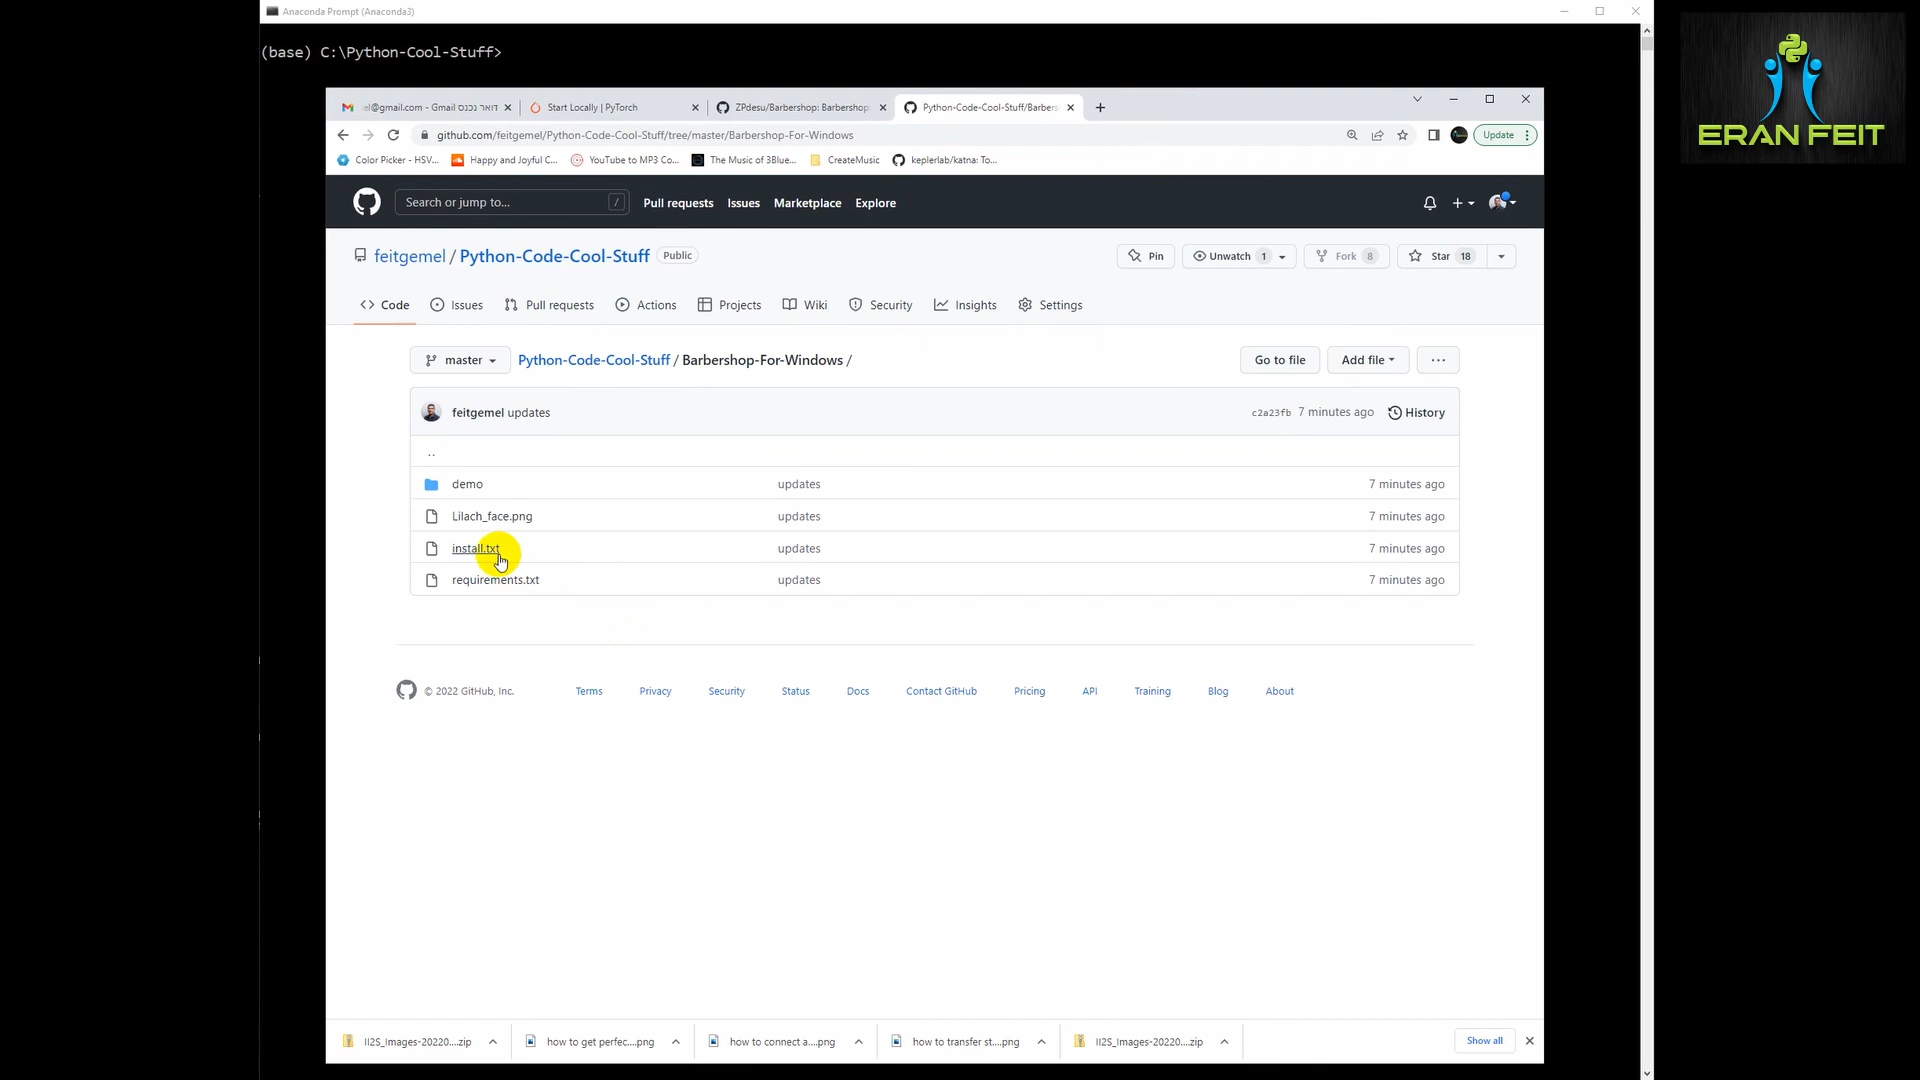 Anaconda Prompt (Anaconda3)
(base) C:\Python-Cool-Stuff>
ERAN FEIT
el@gmail.com - Gmail דואר נכנס
Start Locally | PyTorch
ZPdesu/Barbershop: Barbershop:
Python-Code-Cool-Stuff/Barbers
github.com/feitgemel/Python-Code-Cool-Stuff/tree/master/Barbershop-For-Windows
Update
Color Picker - HSV...
Happy and Joyful C...
YouTube to MP3 Co...
The Music of 3Blue...
CreateMusic
keplerlab/katna: To...
Search or jump to...
/
Pull requests
Issues
Marketplace
Explore
feitgemel / Python-Code-Cool-Stuff
Public
Pin
Unwatch 1
Fork 8
Star 18
Code
Issues
Pull requests
Actions
Projects
Wiki
Security
Insights
Settings
master
Python-Code-Cool-Stuff / Barbershop-For-Windows /
Go to file
Add file
...
feitgemel updates
c2a23fb 7 minutes ago
History
..
demo updates 7 minutes ago
Lilach_face.png updates 7 minutes ago
install.txt updates 7 minutes ago
requirements.txt updates 7 minutes ago
© 2022 GitHub, Inc.
Terms
Privacy
Security
Status
Docs
Contact GitHub
Pricing
API
Training
Blog
About
II2S_Images-20220....zip
how to get perfec....png
how to connect a....png
how to transfer st....png
II2S_Images-20220....zip
Show all